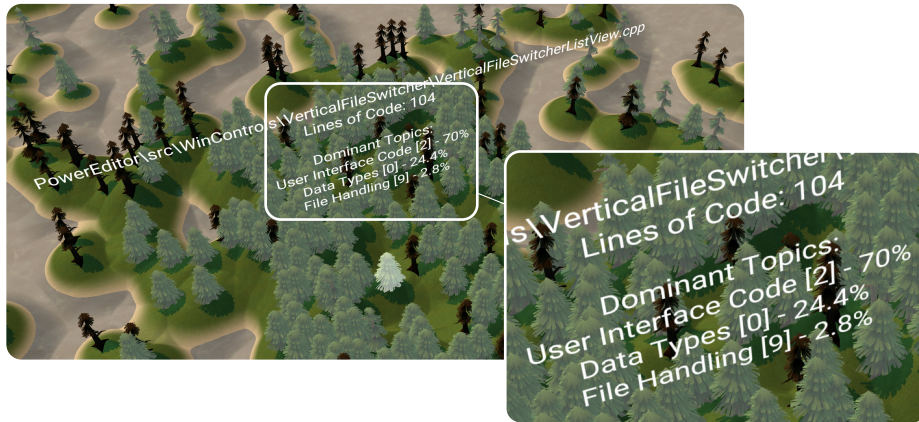 PowerEditor\src\WinControls\VerticalFileSwitcher\VerticalFileSwitcherListView.cpp
Lines of Code: 104
Dominant Topics:
User Interface Code [2] - 70%
Data Types [0] - 24.4%
File Handling [9] - 2.8%
ls\VerticalFileSwitcher\
Lines of Code: 104
Dominant Topics:
User Interface Code [2] - 70%
Data Types [0] - 24.4%
File Handling [9] - 2.8%